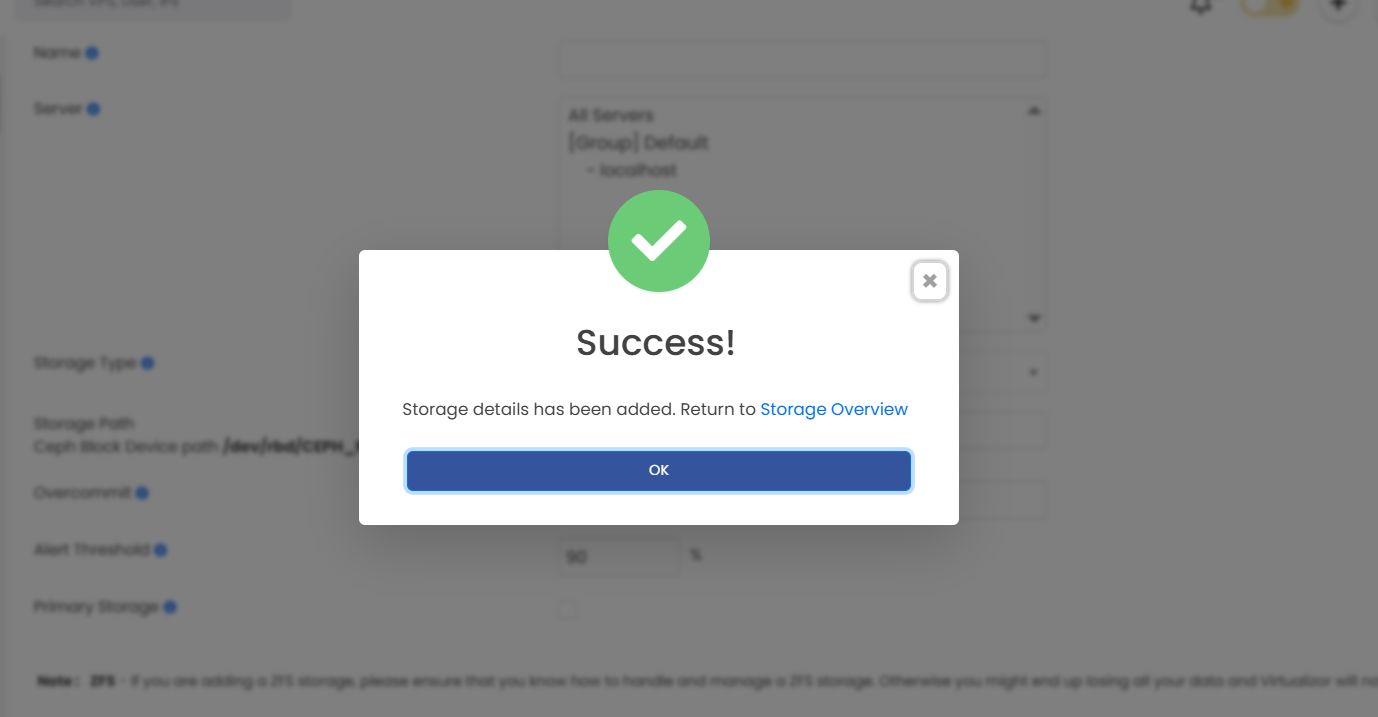 Search VPS, User, IPs
Name
Server
All Servers
[Group] Default
- localhost
Success!
Storage Type
Storage details has been added. Return to Storage Overview
Storage Path
Ceph Block Device path /dev/rbd/CEPH_
OK
Overcommit
Alert Threshold
90 %
Primary Storage
Note : ZFS - If you are adding a ZFS storage, please ensure that you know how to handle and manage a ZFS storage. Otherwise you might end up losing all your data and Virtualizor will